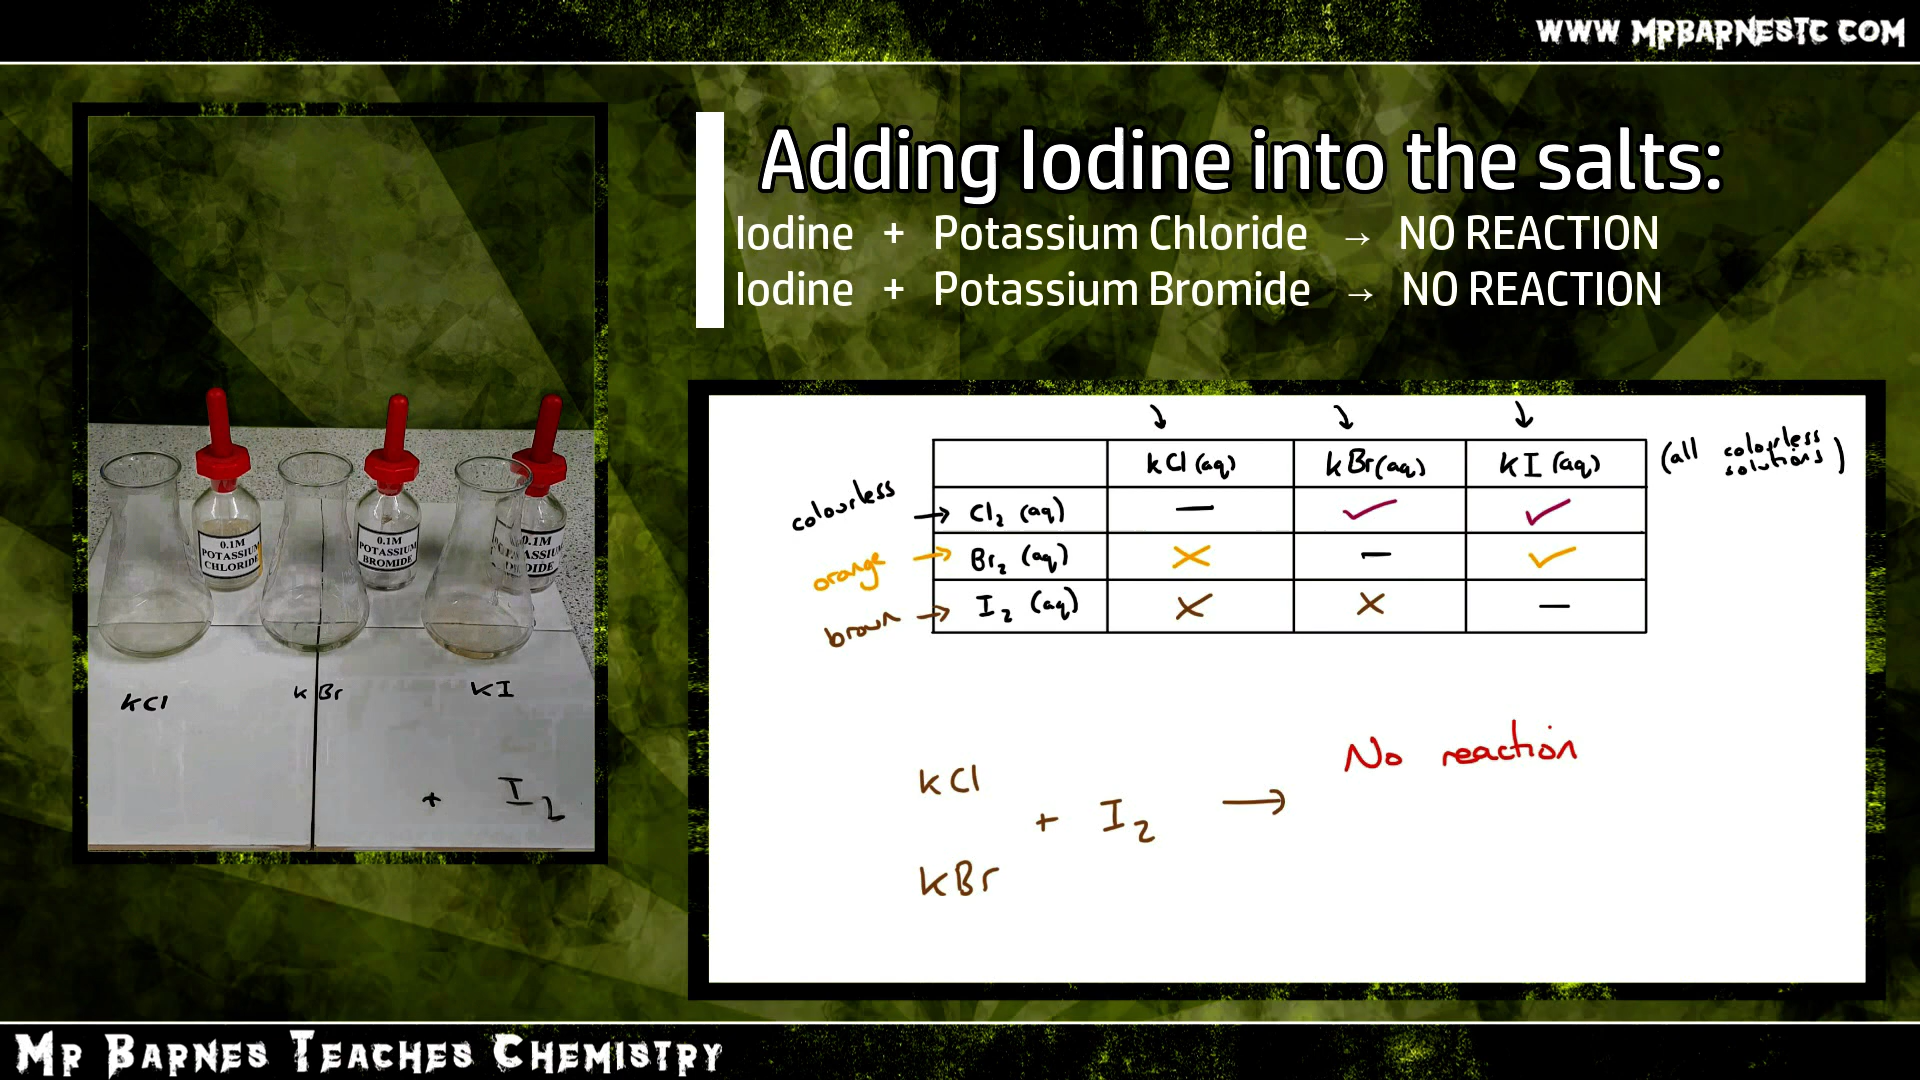 WWW MRBARNESTC COM
Adding Iodine into the salts:
Iodine + Potassium Chloride → NO REACTION
Iodine + Potassium Bromide → NO REACTION
KCl (aq) KBr (aq) KI (aq) (all colourless solutions)
colourless → Cl₂ (aq) — ✓ ✓
orange → Br₂ (aq) ✗ — ✓
brown → I₂ (aq) ✗ ✗ —
0.1M
POTASSIUM
CHLORIDE
0.1M
POTASSIUM
BROMIDE
0.1M
KCl KBr KI
+ I₂
KCl
KBr
+ I₂ → No reaction
MR BARNES TEACHES CHEMISTRY